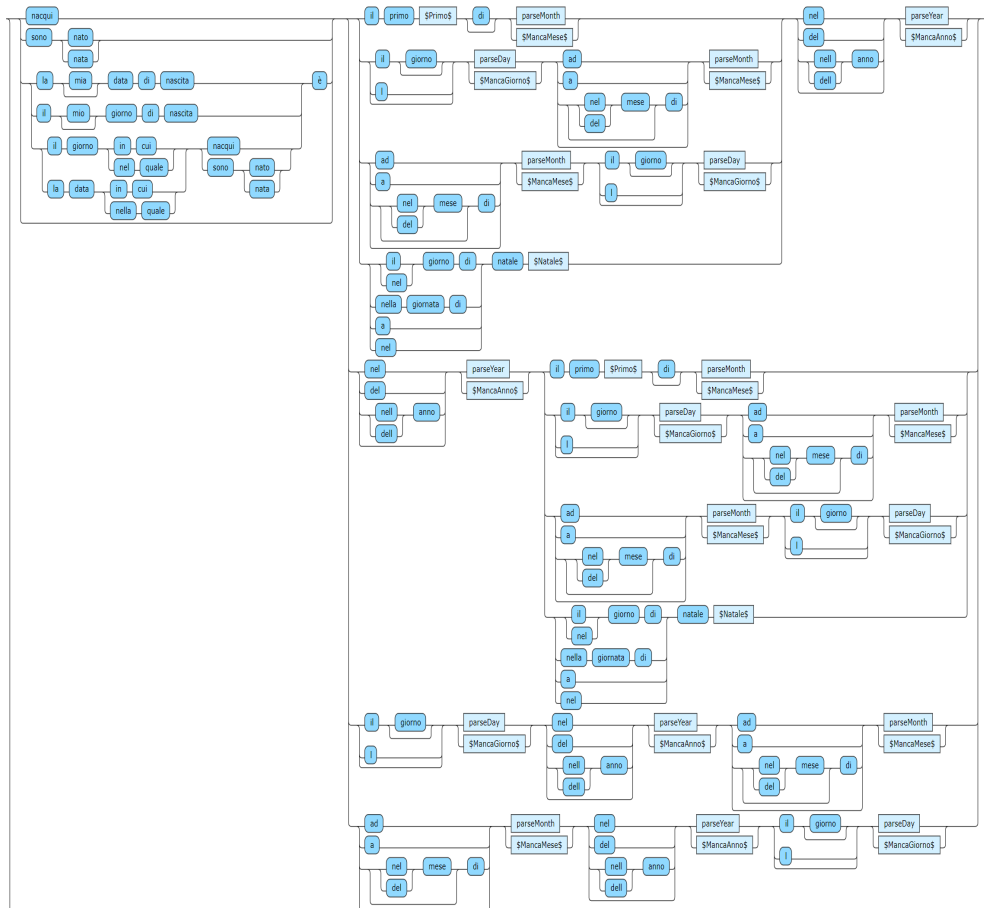 nacqui il primo $Primo$ di parseMonth nel parseYear
sono nato $MancaMese$ del $MancaAnno$
nata il giorno parseDay ad parseMonth nell anno
la mia data di nascita è l $MancaGiorno$ a $MancaMese$ dell
il mio giorno di nascita nel mese di
del
il giorno in cui nacqui ad parseMonth il giorno parseDay
nel quale sono nato a $MancaMese$ l $MancaGiorno$
la data in cui nata nel mese di
nella quale del
il giorno di natale $Natale$
nel
nella giornata di
a
nel
nel parseYear il primo $Primo$ di parseMonth
del $MancaAnno$ $MancaMese$
nell anno il giorno parseDay ad parseMonth
dell l $MancaGiorno$ a $MancaMese$
nel mese di
del
ad parseMonth il giorno parseDay
a $MancaMese$ l $MancaGiorno$
nel mese di
del
il giorno di natale $Natale$
nel
nella giornata di
a
nel
il giorno parseDay nel parseYear ad parseMonth
l $MancaGiorno$ del $MancaAnno$ a $MancaMese$
nell anno nel mese di
dell del
ad parseMonth nel parseYear il giorno parseDay
a $MancaMese$ del $MancaAnno$ l $MancaGiorno$
nel mese di nell anno
del dell